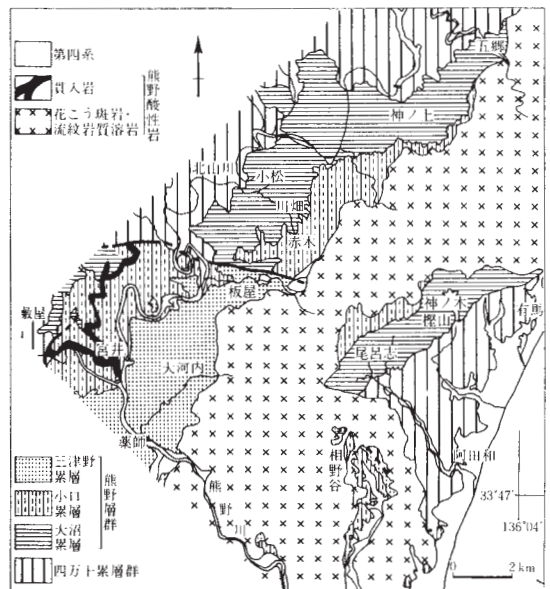 第四系
貫入岩
花こう斑岩・
流紋岩質溶岩
熊野
酸性岩
五郷
神ノ上
北山川
小松
川畑
赤木
板屋
宮井
大河内
薬師
熊
野
川
神ノ木
樫山
有馬
尾呂志
相野谷
阿田和
33°47'
136°04'
0 2 km
三津野
累層
小口
累層
大沼
累層
熊野層群
四万十累層群